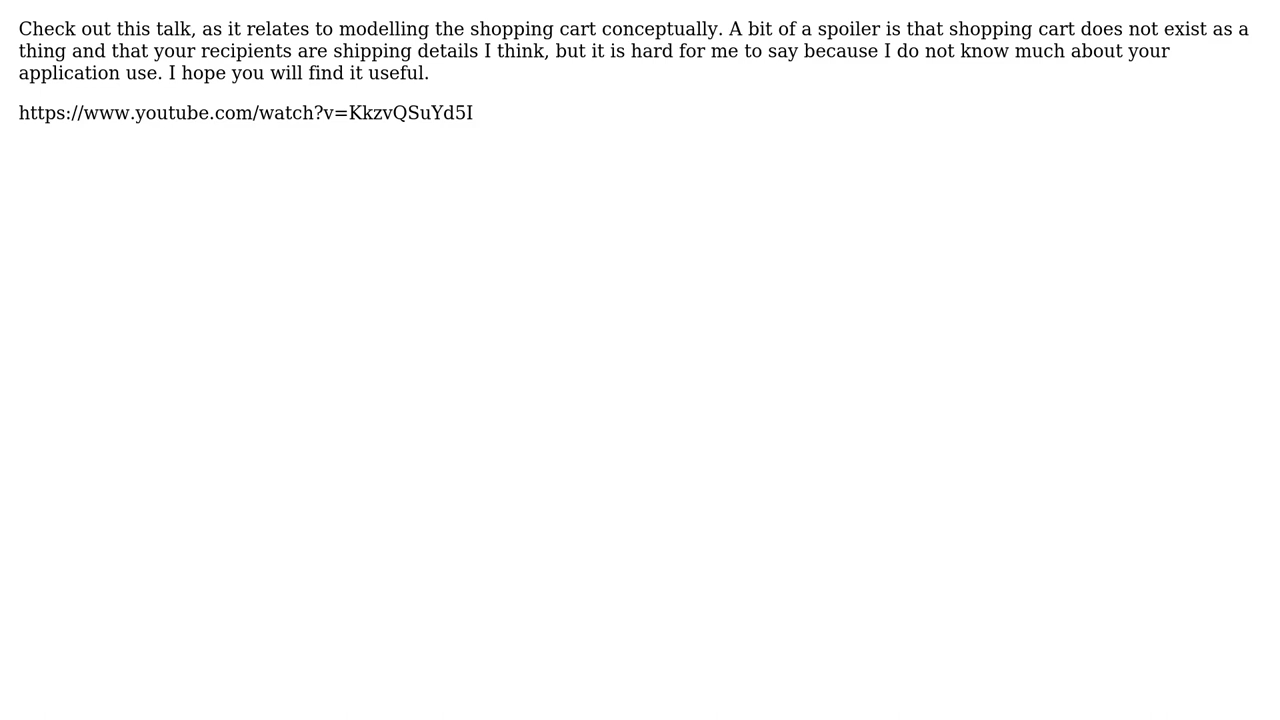 Check out this talk, as it relates to modelling the shopping cart conceptually. A bit of a spoiler is that shopping cart does not exist as a
thing and that your recipients are shipping details I think, but it is hard for me to say because I do not know much about your
application use. I hope you will find it useful.
https://www.youtube.com/watch?v=KkzvQSuYd5I